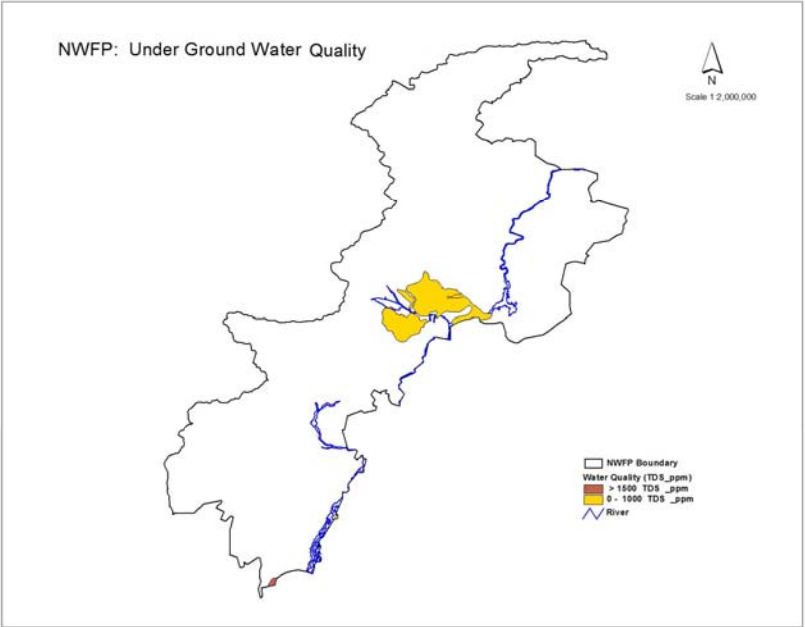 NWFP: Under Ground Water Quality
N
Scale 1:2,000,000
NWFP Boundary
Water Quality (TDS_ppm)
> 1500 TDS _ppm
0 - 1000 TDS _ppm
River